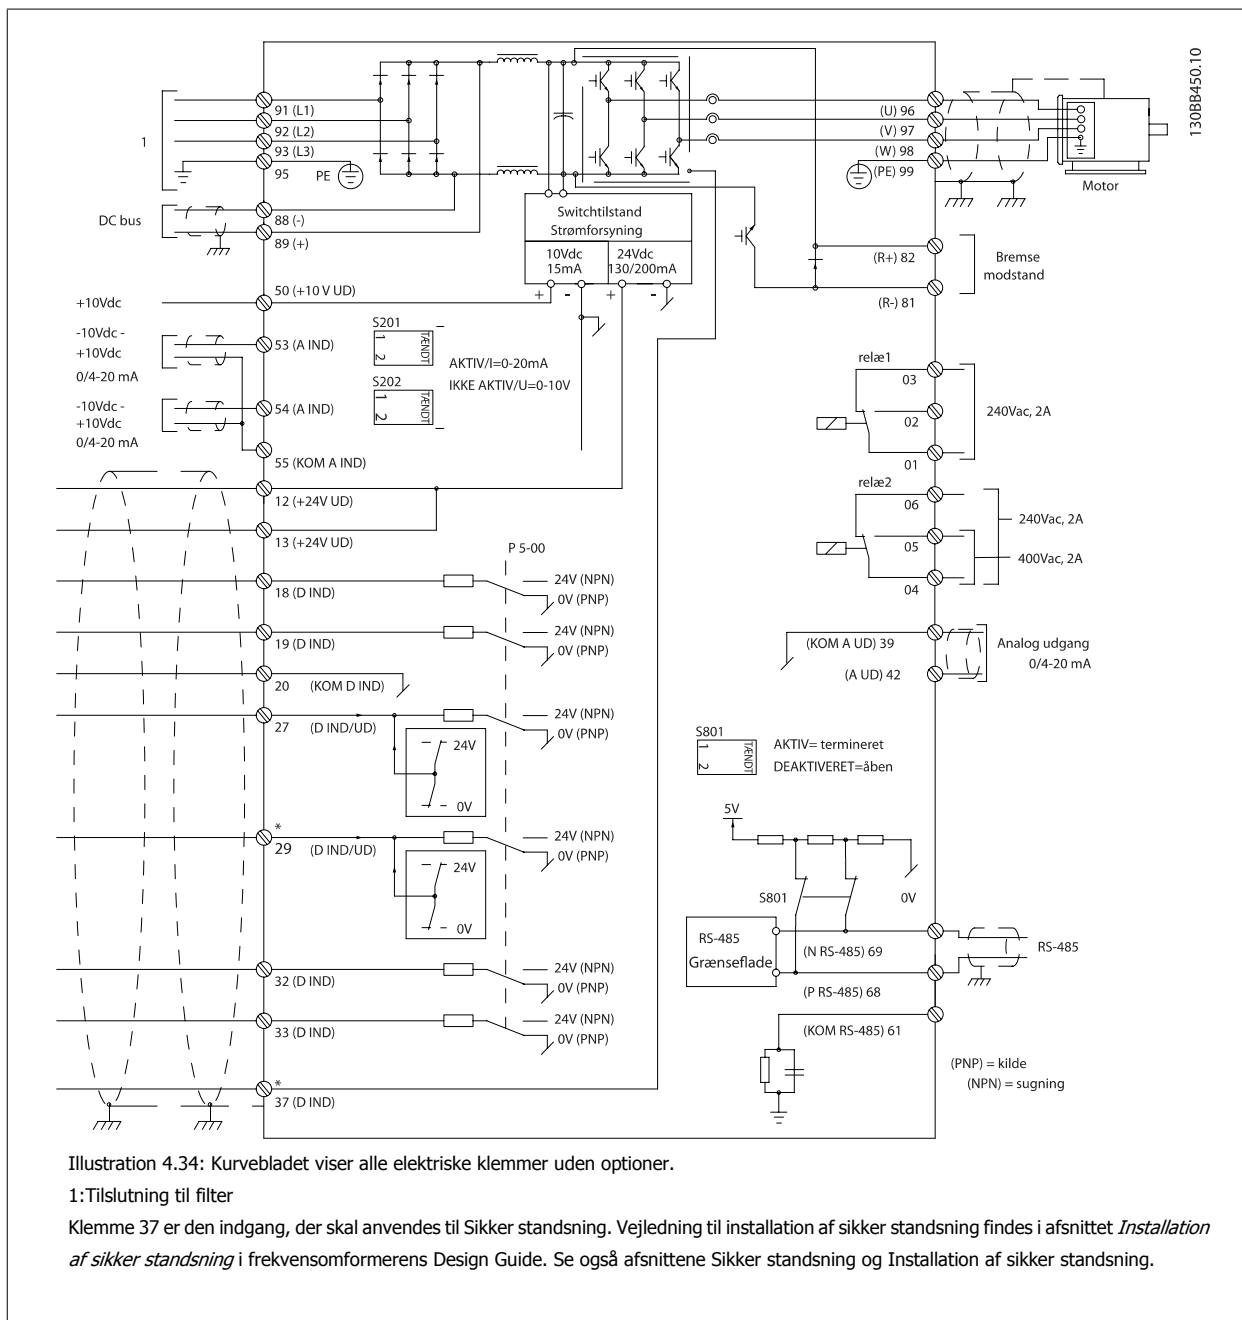 130BB450.10
1
91 (L1)
92 (L2)
93 (L3)
95
PE
DC bus
88 (-)
89 (+)
Switchtilstand
Strømforsyning
10Vdc
15mA
24Vdc
130/200mA
+
-
+
-
(U) 96
(V) 97
(W) 98
(PE) 99
Motor
(R+) 82
Bremse
modstand
(R-) 81
+10Vdc
50 (+10 V UD)
-10Vdc -
+10Vdc
0/4-20 mA
53 (A IND)
-10Vdc -
+10Vdc
0/4-20 mA
54 (A IND)
55 (KOM A IND)
S201
1
2
TÆNDT
S202
1
2
TÆNDT
AKTIV/I=0-20mA
IKKE AKTIV/U=0-10V
relæ1
03
02
01
240Vac, 2A
relæ2
06
05
04
240Vac, 2A
400Vac, 2A
12 (+24V UD)
13 (+24V UD)
P 5-00
18 (D IND)
24V (NPN)
0V (PNP)
19 (D IND)
24V (NPN)
0V (PNP)
20 (KOM D IND)
27 (D IND/UD)
24V (NPN)
0V (PNP)
24V
0V
*
29 (D IND/UD)
24V (NPN)
0V (PNP)
24V
0V
32 (D IND)
24V (NPN)
0V (PNP)
33 (D IND)
24V (NPN)
0V (PNP)
*
37 (D IND)
(KOM A UD) 39
(A UD) 42
Analog udgang
0/4-20 mA
S801
1
2
TÆNDT
AKTIV= termineret
DEAKTIVERET=åben
5V
S801
0V
RS-485
Grænseflade
(N RS-485) 69
(P RS-485) 68
RS-485
(KOM RS-485) 61
(PNP) = kilde
(NPN) = sugning
Illustration 4.34: Kurvebladet viser alle elektriske klemmer uden optioner.
1:Tilslutning til filter
Klemme 37 er den indgang, der skal anvendes til Sikker standsning. Vejledning til installation af sikker standsning findes i afsnittet Installation
af sikker standsning i frekvensomformerens Design Guide. Se også afsnittene Sikker standsning og Installation af sikker standsning.